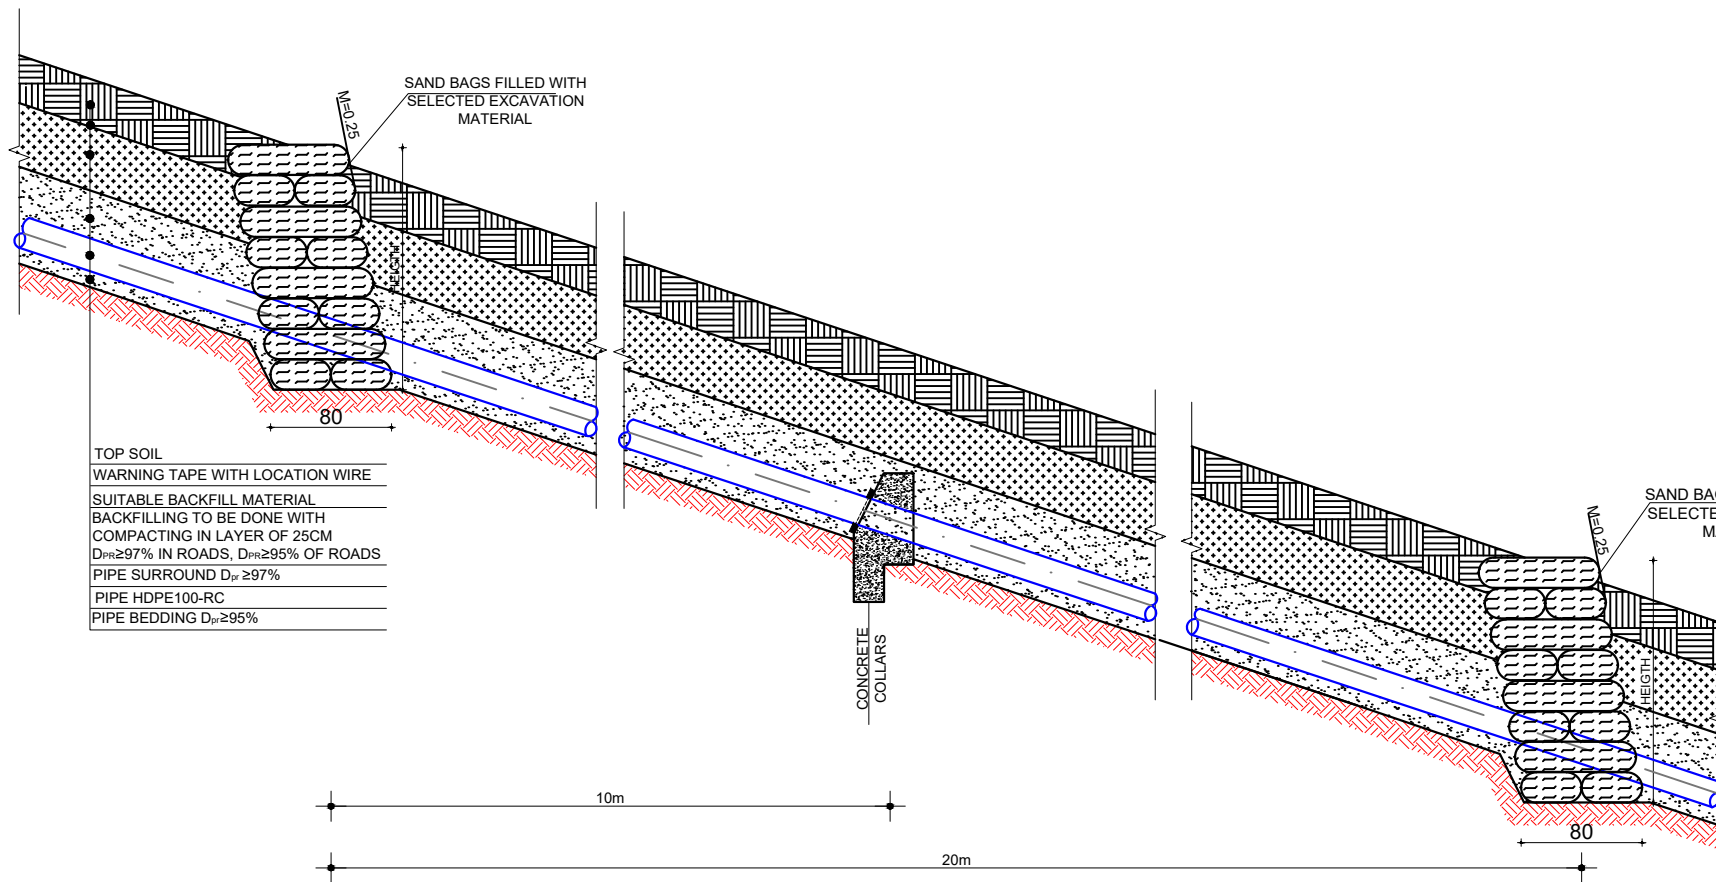 SAND BAGS FILLED WITH
SELECTED EXCAVATION
MATERIAL
M=0.25
HEIGTH
80
TOP SOIL
WARNING TAPE WITH LOCATION WIRE
SUITABLE BACKFILL MATERIAL
BACKFILLING TO BE DONE WITH
COMPACTING IN LAYER OF 25CM
DPR≥97% IN ROADS, DPR≥95% OF ROADS
PIPE SURROUND Dpr ≥97%
PIPE HDPE100-RC
PIPE BEDDING Dpr≥95%
CONCRETE
COLLARS
SAND BAG
SELECTE
MA
M=0.25
HEIGTH
80
10m
20m